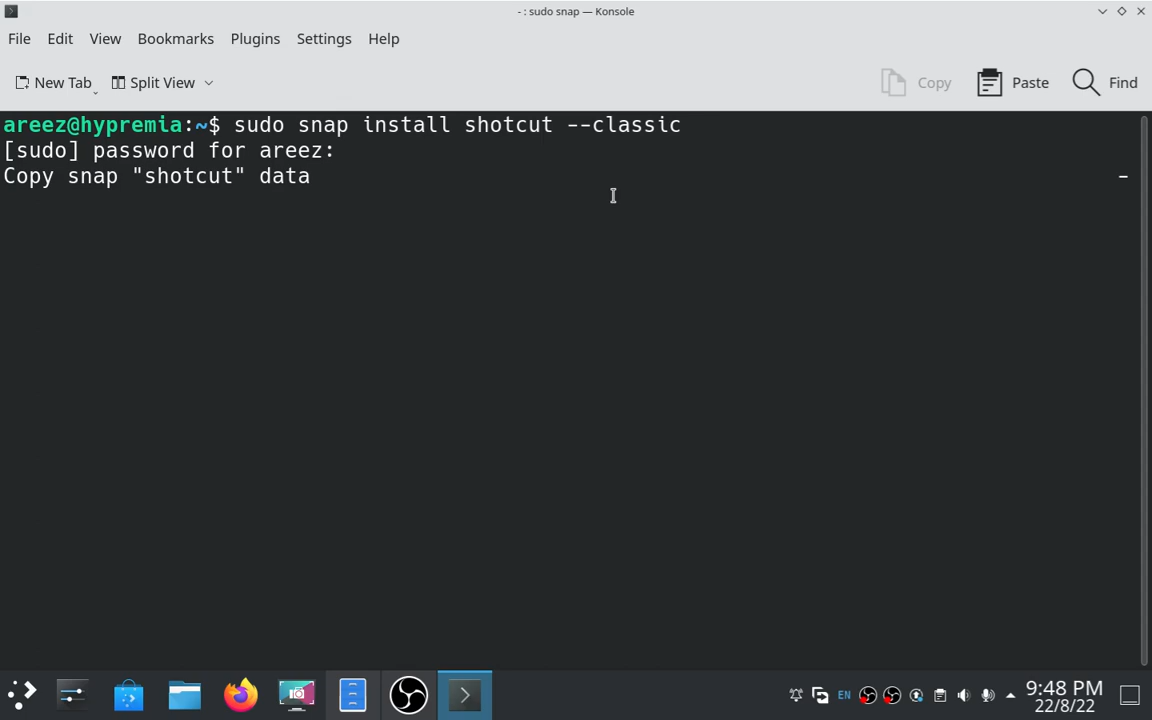 - : sudo snap — Konsole
File Edit View Bookmarks Plugins Settings Help
New Tab Split View Copy Paste Find
areez@hypremia:~$ sudo snap install shotcut --classic
[sudo] password for areez:
Copy snap "shotcut" data -
EN
9:48 PM
22/8/22